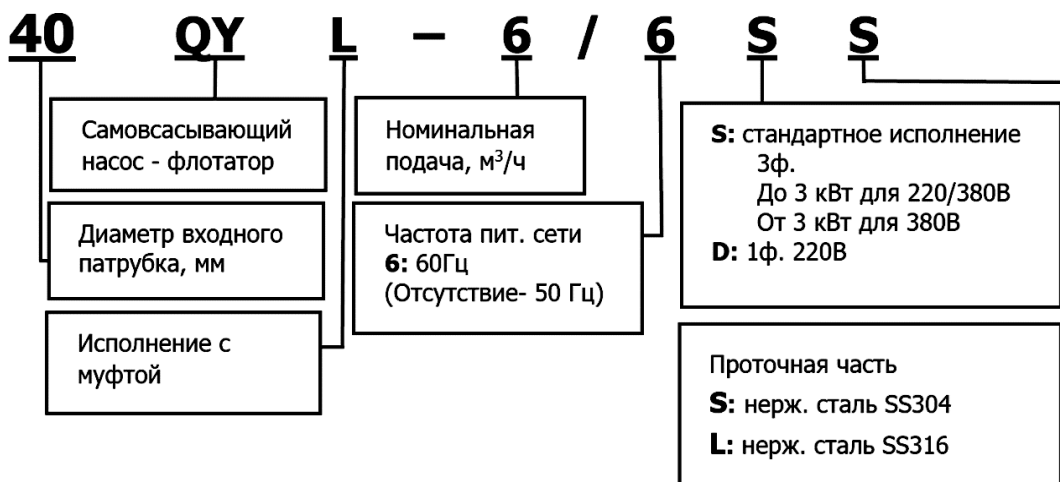 40 QY L – 6 / 6 S S
Самовсасывающий
насос - флотатор
Номинальная
подача, м³/ч
S: стандартное исполнение
3ф.
До 3 кВт для 220/380В
От 3 кВт для 380В
D: 1ф. 220В
Диаметр входного
патрубка, мм
Частота пит. сети
6: 60Гц
(Отсутствие- 50 Гц)
Исполнение с
муфтой
Проточная часть
S: нерж. сталь SS304
L: нерж. сталь SS316